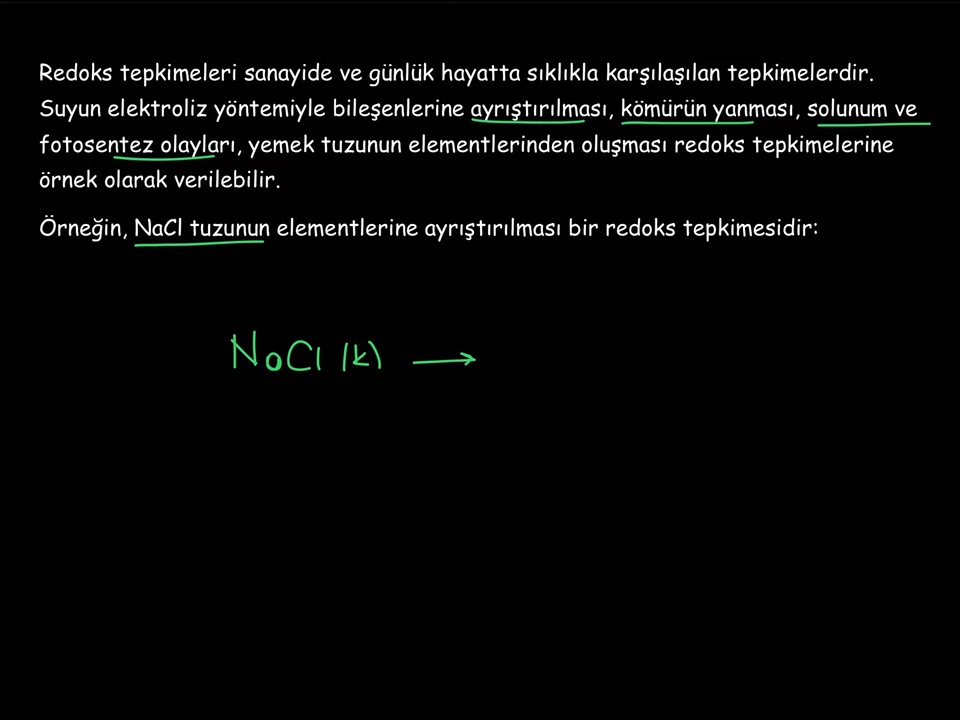 Redoks tepkimeleri sanayide ve günlük hayatta sıklıkla karşılaşılan tepkimelerdir.
Suyun elektroliz yöntemiyle bileşenlerine ayrıştırılması, kömürün yanması, solunum ve
fotosentez olayları, yemek tuzunun elementlerinden oluşması redoks tepkimelerine
örnek olarak verilebilir.
Örneğin, NaCl tuzunun elementlerine ayrıştırılması bir redoks tepkimesidir:
NaCl (k) →